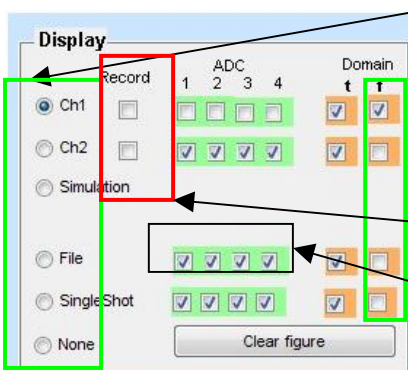 Display
Record ADC Domain
1 2 3 4 t f
Ch1
Ch2
Simulation
File
SingleShot
None Clear figure